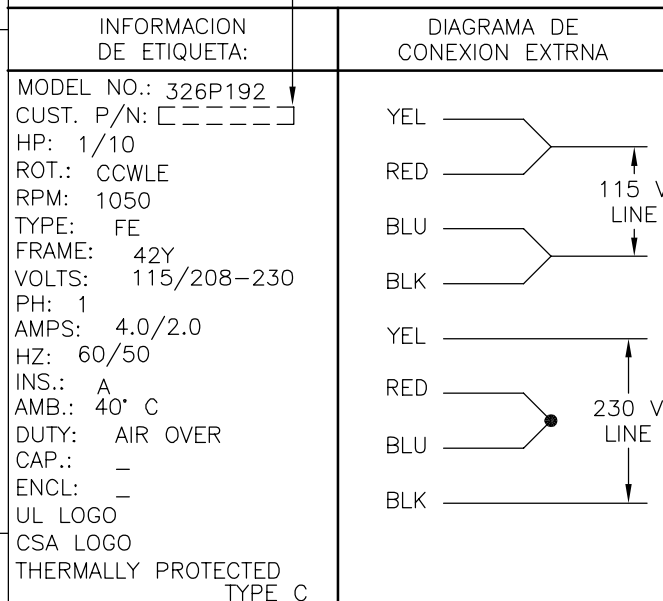 INFORMACION
DE ETIQUETA:
MODEL NO.: 326P192
CUST. P/N:
HP: 1/10
ROT.: CCWLE
RPM: 1050
TYPE: FE
FRAME: 42Y
VOLTS: 115/208-230
PH: 1
AMPS: 4.0/2.0
HZ: 60/50
INS.: A
AMB.: 40° C
DUTY: AIR OVER
CAP.: _
ENCL: _
UL LOGO
CSA LOGO
THERMALLY PROTECTED
TYPE C
DIAGRAMA DE
CONEXION EXTRNA
YEL
RED
BLU
BLK
115 V
LINE
YEL
RED
BLU
BLK
230 V
LINE